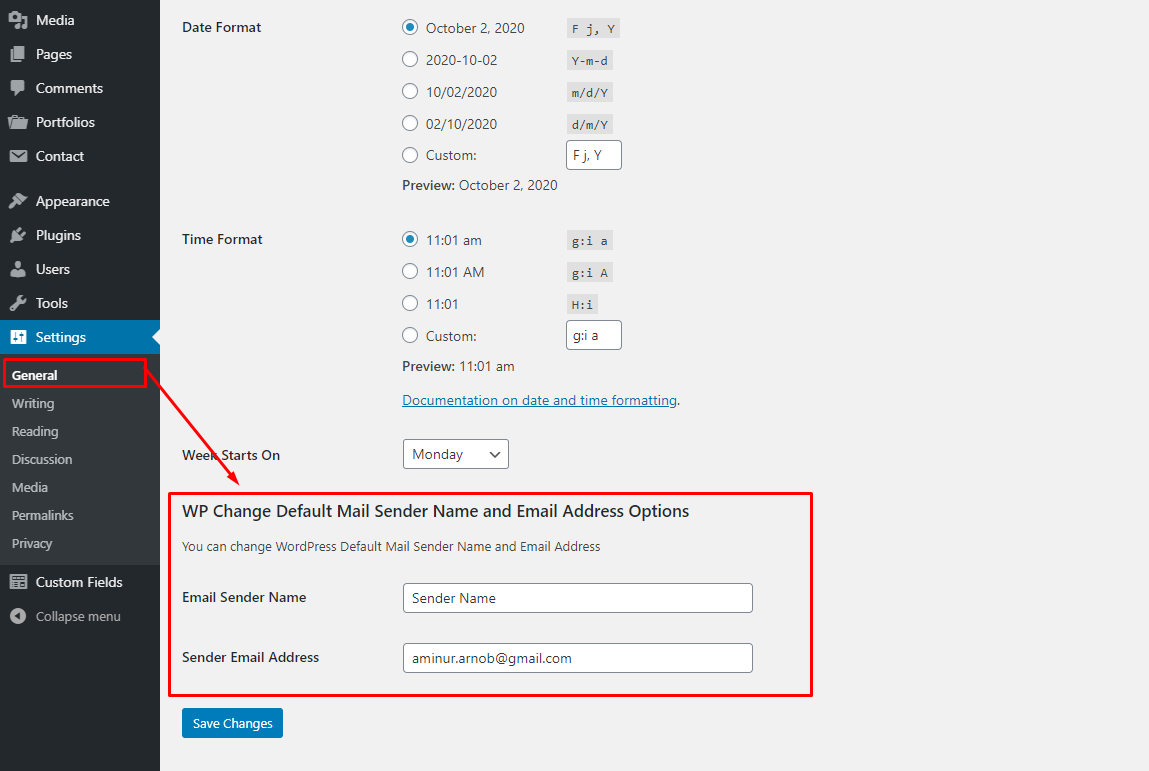 Media
Pages
Comments
Portfolios
Contact
Appearance
Plugins
Users
Tools
Settings
General
Writing
Reading
Discussion
Media
Permalinks
Privacy
Custom Fields
Collapse menu
Date Format
October 2, 2020 F j, Y
2020-10-02 Y-m-d
10/02/2020 m/d/Y
02/10/2020 d/m/Y
Custom: F j, Y
Preview: October 2, 2020
Time Format
11:01 am g:i a
11:01 AM g:i A
11:01 H:i
Custom: g:i a
Preview: 11:01 am
Documentation on date and time formatting.
Week Starts On Monday
WP Change Default Mail Sender Name and Email Address Options
You can change WordPress Default Mail Sender Name and Email Address
Email Sender Name Sender Name
Sender Email Address aminur.arnob@gmail.com
Save Changes